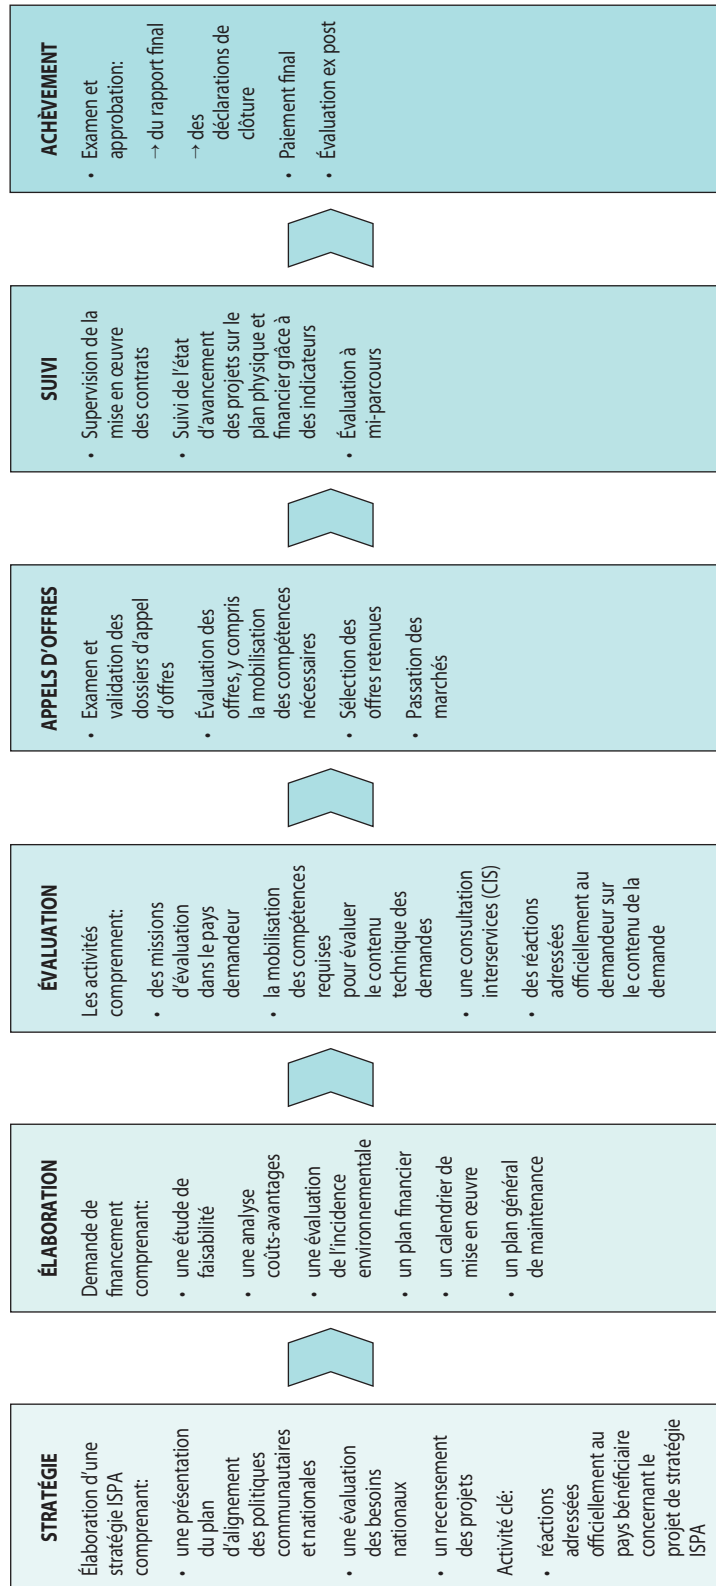 STRATÉGIE
Élaboration d'une
stratégie ISPA
comprenant:
• une présentation
du plan
d'alignement
des politiques
communautaires
et nationales
• une évaluation
des besoins
nationaux
• un recensement
des projets
Activité clé:
• réactions
adressées
officiellement au
pays bénéficiaire
concernant le
projet de stratégie
ISPA
ÉLABORATION
Demande de
financement
comprenant:
• une étude de
faisabilité
• une analyse
coûts-avantages
• une évaluation
de l'incidence
environnementale
• un plan financier
• un calendrier de
mise en œuvre
• un plan général
de maintenance
ÉVALUATION
Les activités
comprennent:
• des missions
d'évaluation
dans le pays
demandeur
• la mobilisation
des compétences
requises
pour évaluer
le contenu
technique des
demandes
• une consultation
interservices (CIS)
• des réactions
adressées
officiellement au
demandeur sur
le contenu de la
demande
APPELS D'OFFRES
• Examen et
validation des
dossiers d'appel
d'offres
• Évaluation des
offres, y compris
la mobilisation
des compétences
nécessaires
• Sélection des
offres retenues
• Passation des
marchés
SUIVI
• Supervision de la
mise en œuvre
des contrats
• Suivi de l'état
d'avancement
des projets sur le
plan physique et
financier grâce à
des indicateurs
• Évaluation à
mi-parcours
ACHÈVEMENT
• Examen et
approbation:
→ du rapport final
→ des
déclarations de
clôture
• Paiement final
• Évaluation ex post